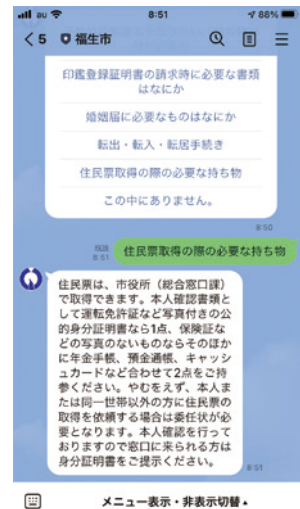 au 8:51 88%
5 福生市
印鑑登録証明書の請求時に必要な書類
はなにか
婚姻届に必要なものはなにか
転出・転入・転居手続き
住民票取得の際の必要な持ち物
この中にありません。
8:50
既読
8:51
住民票取得の際の必要な持ち物
住民票は、市役所（総合窓口課）
で取得できます。本人確認書類と
して運転免許証など写真付きの公
的身分証明書なら1点、保険証な
どの写真のないものならそのほか
に年金手帳、預金通帳、キャッシ
ュカードなど合わせて2点をご持
参ください。やむをえず、本人ま
たは同一世帯以外の方に住民票の
取得を依頼する場合は委任状が必
要となります。本人確認を行って
おりますので窓口に来られる方は
身分証明書をご提示ください。
8:51
メニュー表示・非表示切替▲